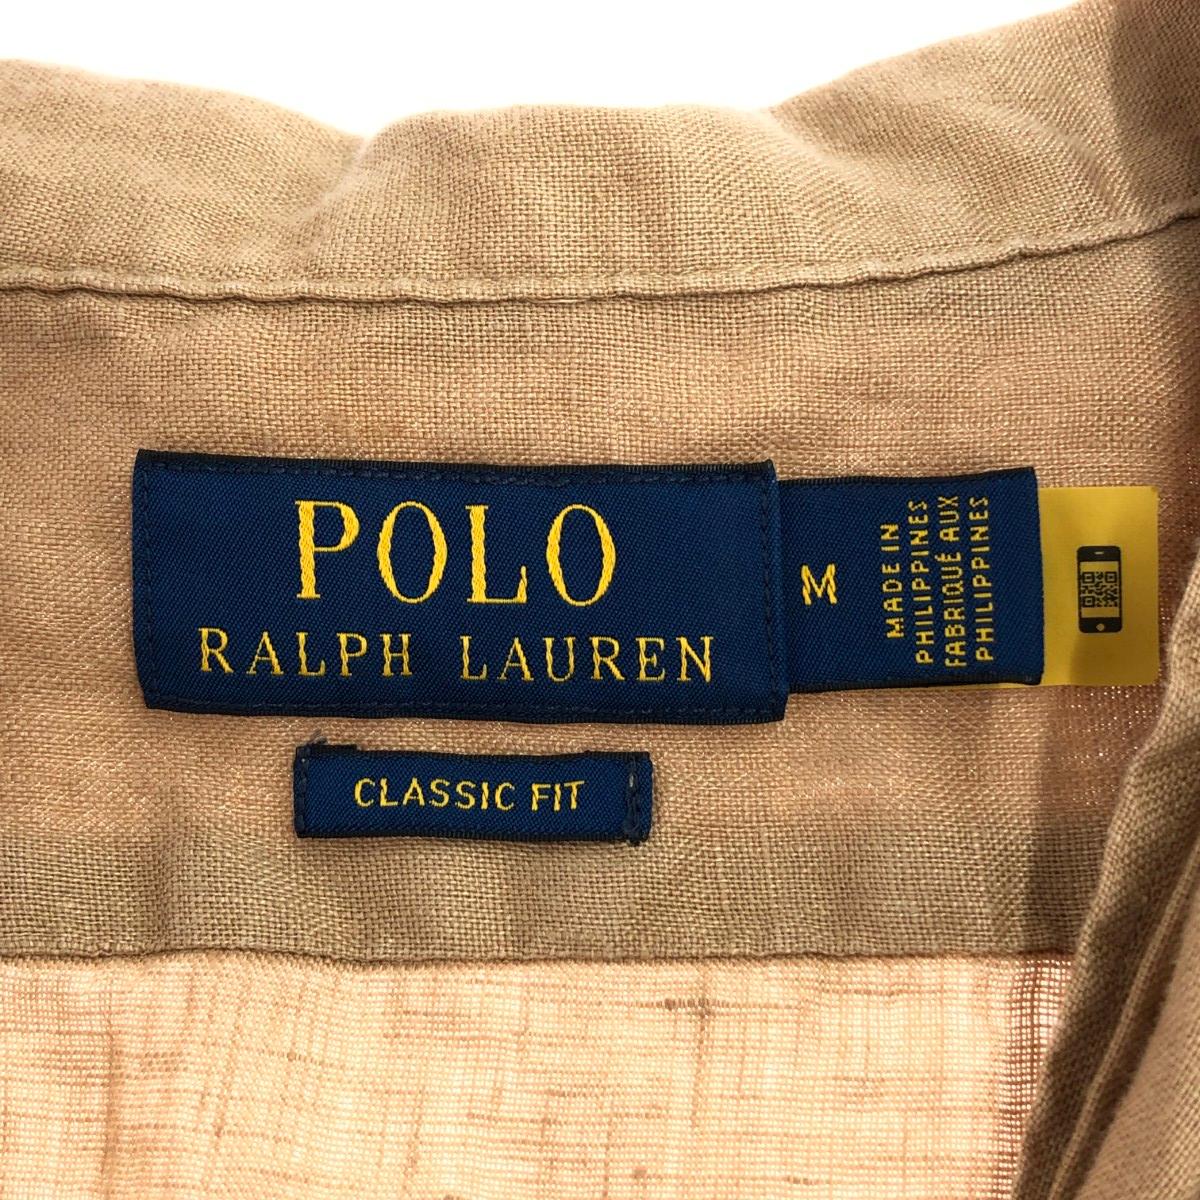 POLO
RALPH LAUREN
M
MADE IN
PHILIPPINES
FABRIQUÉ AUX
PHILIPPINES
CLASSIC FIT